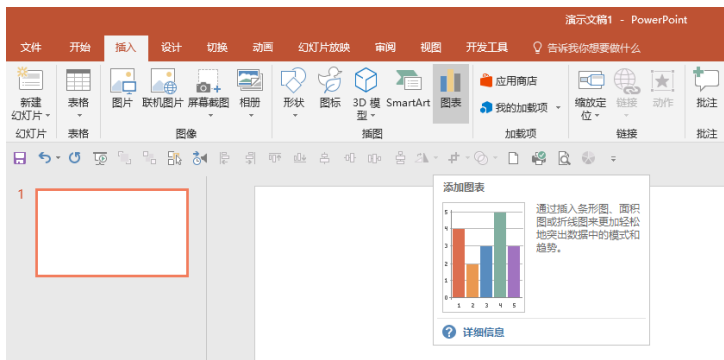 演示文稿1 - PowerPoint
文件 开始 插入 设计 切换 动画 幻灯片放映 审阅 视图 开发工具 告诉我你想要做什么
新建
幻灯片
表格
图片
联机图片
屏幕截图
相册
形状
图标
3D 模
型
SmartArt
图表
应用商店
我的加载项
缩放定
位
链接
动作
批注
幻灯片 表格 图像 插图 加载项 链接 批注
1
添加图表
通过插入条形图、面积
图或折线图来更加轻松
地突出数据中的模式和
趋势。
5
4
3
2
1
0
1 2 3 4 5
详细信息